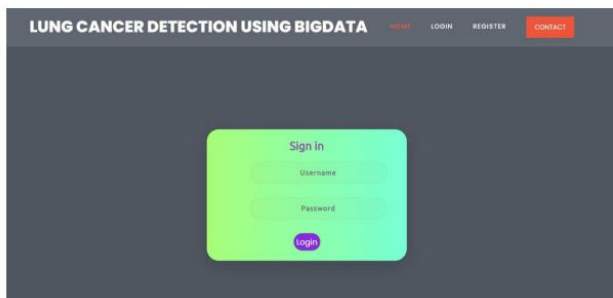 LUNG CANCER DETECTION USING BIGDATA HOME LOGIN REGISTER CONTACT
Sign in
Username
Password
Login